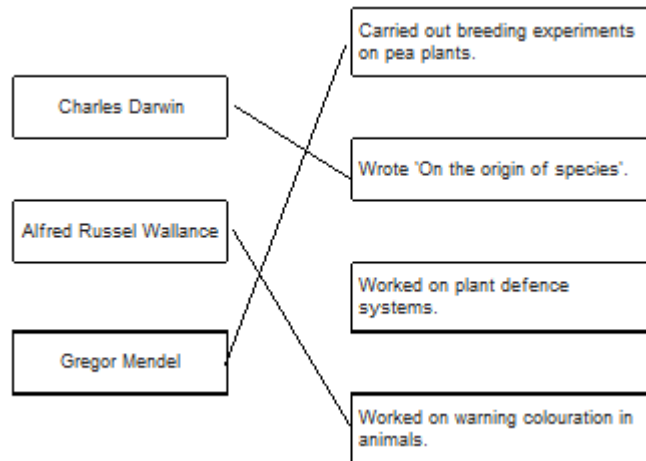 Carried out breeding experiments
on pea plants.
Charles Darwin
Wrote 'On the origin of species'.
Alfred Russel Wallance
Worked on plant defence
systems.
Gregor Mendel
Worked on warning colouration in
animals.